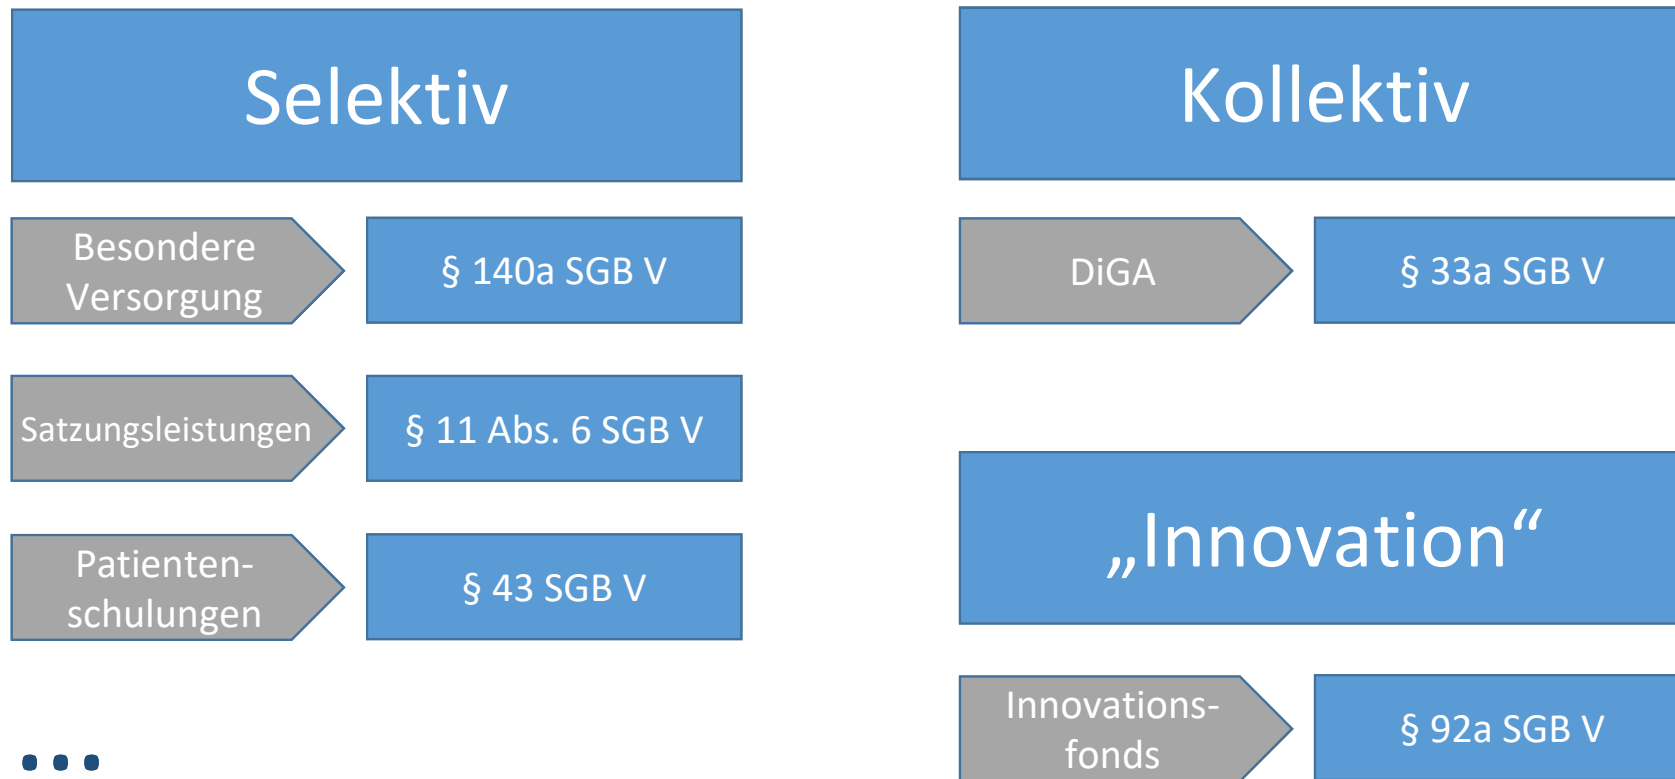 Selektiv
Besondere
Versorgung
§ 140a SGB V
Satzungsleistungen
§ 11 Abs. 6 SGB V
Patienten-
schulungen
§ 43 SGB V
...
Kollektiv
DiGA
§ 33a SGB V
„Innovation“
Innovations-
fonds
§ 92a SGB V